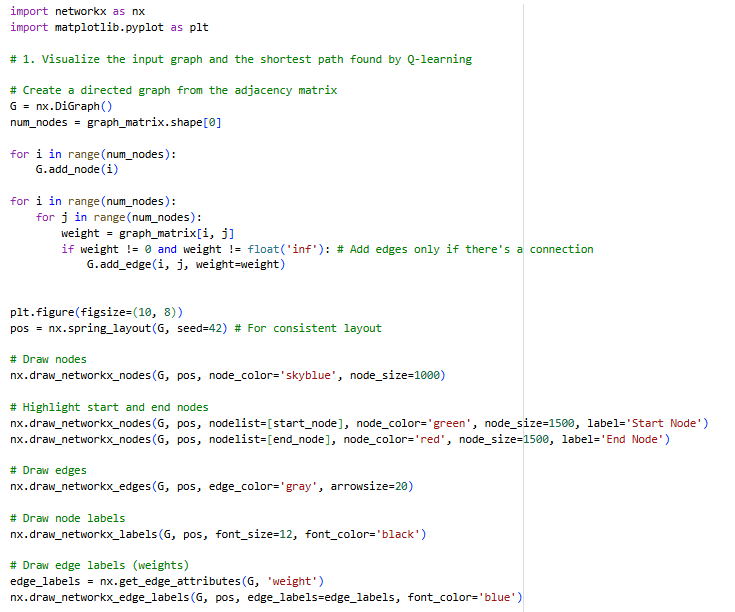 import networkx as nx
import matplotlib.pyplot as plt

# 1. Visualize the input graph and the shortest path found by Q-learning

# Create a directed graph from the adjacency matrix
G = nx.DiGraph()
num_nodes = graph_matrix.shape[0]

for i in range(num_nodes):
    G.add_node(i)

for i in range(num_nodes):
    for j in range(num_nodes):
        weight = graph_matrix[i, j]
        if weight != 0 and weight != float('inf'): # Add edges only if there's a connection
            G.add_edge(i, j, weight=weight)


plt.figure(figsize=(10, 8))
pos = nx.spring_layout(G, seed=42) # For consistent layout

# Draw nodes
nx.draw_networkx_nodes(G, pos, node_color='skyblue', node_size=1000)

# Highlight start and end nodes
nx.draw_networkx_nodes(G, pos, nodelist=[start_node], node_color='green', node_size=1500, label='Start Node')
nx.draw_networkx_nodes(G, pos, nodelist=[end_node], node_color='red', node_size=1500, label='End Node')

# Draw edges
nx.draw_networkx_edges(G, pos, edge_color='gray', arrowsize=20)

# Draw node labels
nx.draw_networkx_labels(G, pos, font_size=12, font_color='black')

# Draw edge labels (weights)
edge_labels = nx.get_edge_attributes(G, 'weight')
nx.draw_networkx_edge_labels(G, pos, edge_labels=edge_labels, font_color='blue')